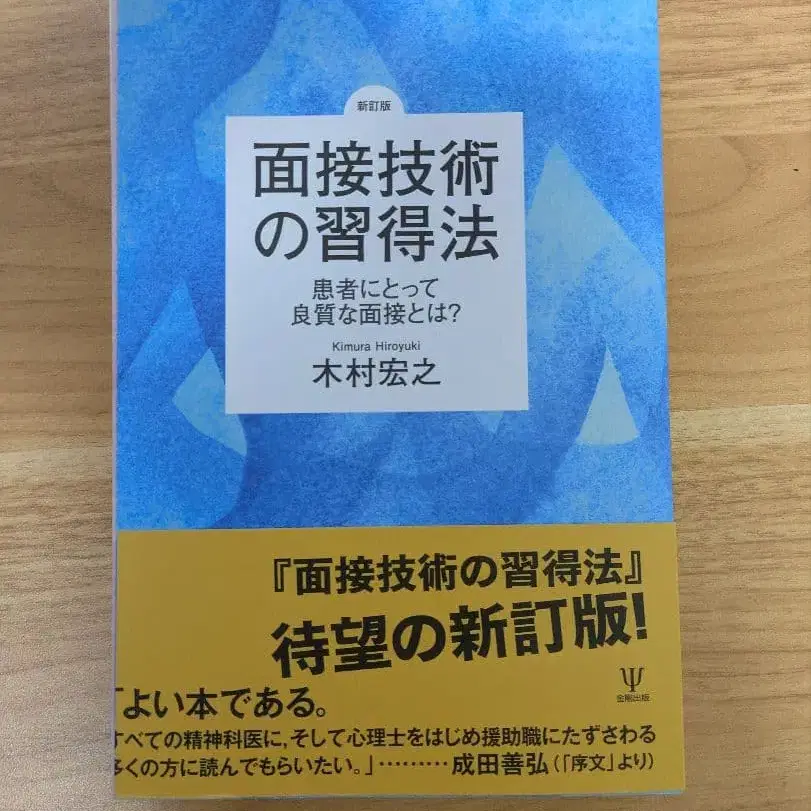 新訂版
面接技術
の習得法
患者にとって
良質な面接とは?
Kimura Hiroyuki
木村宏之
『面接技術の習得法』
待望の新訂版!
Ψ
金剛出版
「よい本である。
すべての精神科医に,そして心理士をはじめ援助職にたずさわる
多くの方に読んでもらいたい。」………成田善弘(「序文」より)